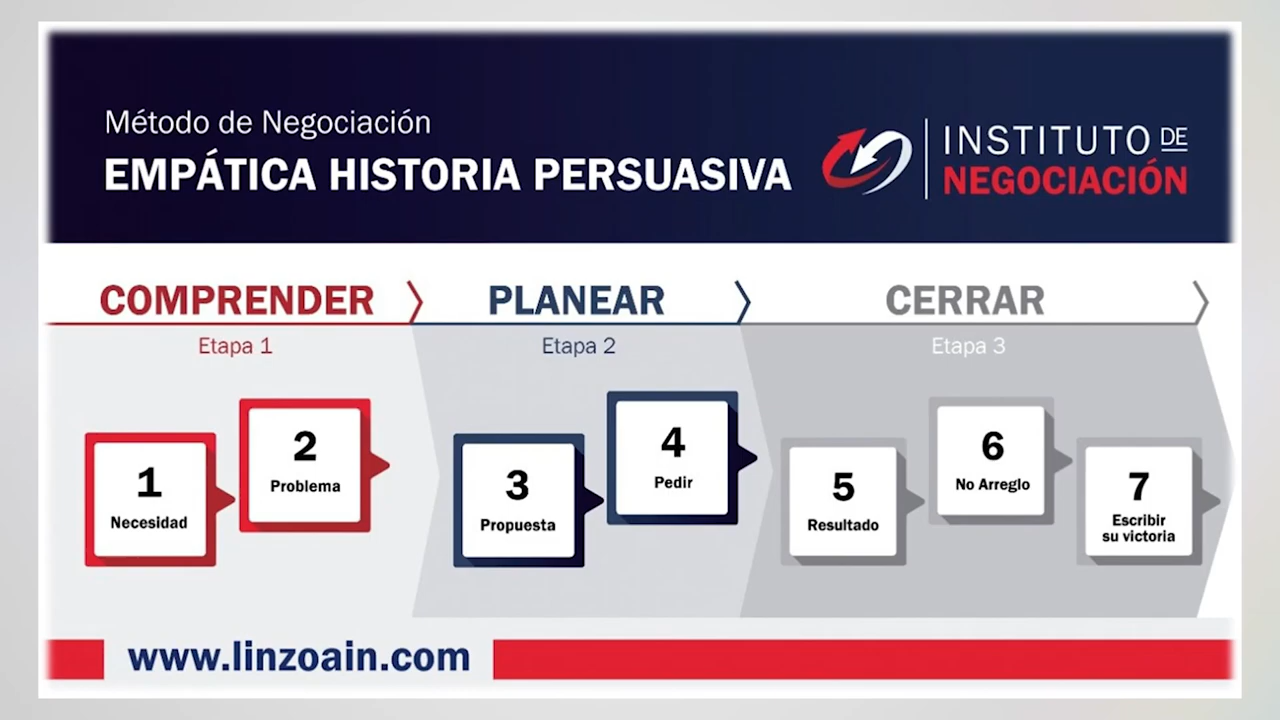 Método de Negociación
EMPÁTICA HISTORIA PERSUASIVA
INSTITUTO DE
NEGOCIACIÓN
COMPRENDER
Etapa 1
1
Necesidad
2
Problema
PLANEAR
Etapa 2
3
Propuesta
4
Pedir
CERRAR
Etapa 3
5
Resultado
6
No Arreglo
7
Escribir
su victoria
www.linzoain.com